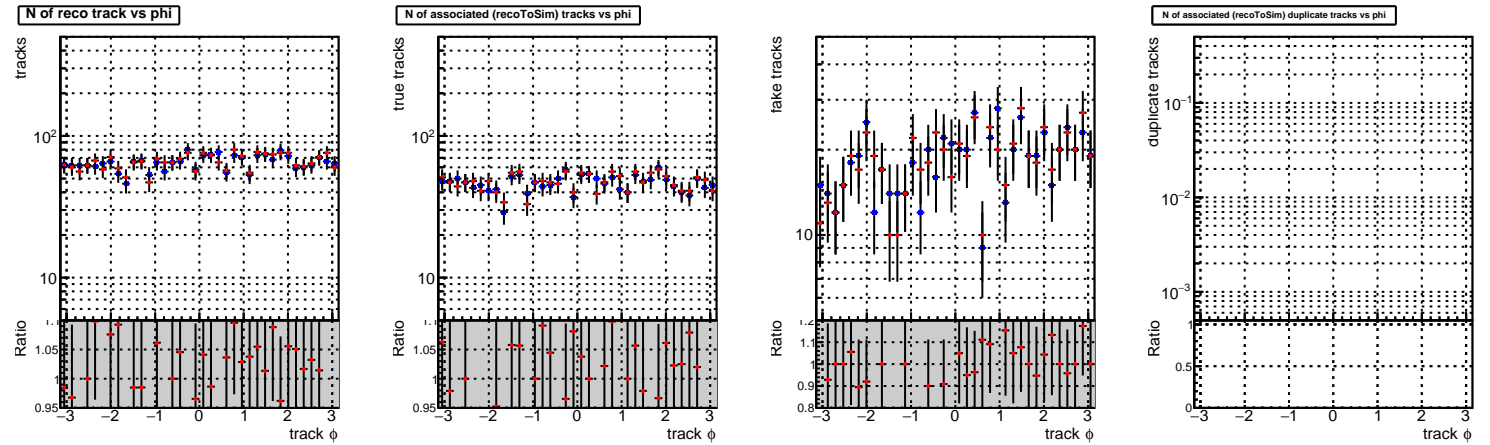 N of reco track vs phi
tracks
10²
10
Ratio
1.1
1.05
1
0.95
−3 −2 −1 0 1 2 3
track ϕ
N of associated (recoToSim) tracks vs phi
true tracks
10²
10
Ratio
1.1
1.05
1
0.95
−3 −2 −1 0 1 2 3
track ϕ
fake tracks
10
Ratio
1.2
1.1
1
0.9
0.8
−3 −2 −1 0 1 2 3
track ϕ
N of associated (recoToSim) duplicate tracks vs phi
duplicate tracks
10⁻¹
10⁻²
10⁻³
Ratio
1
0.5
0
−3 −2 −1 0 1 2 3
track ϕ